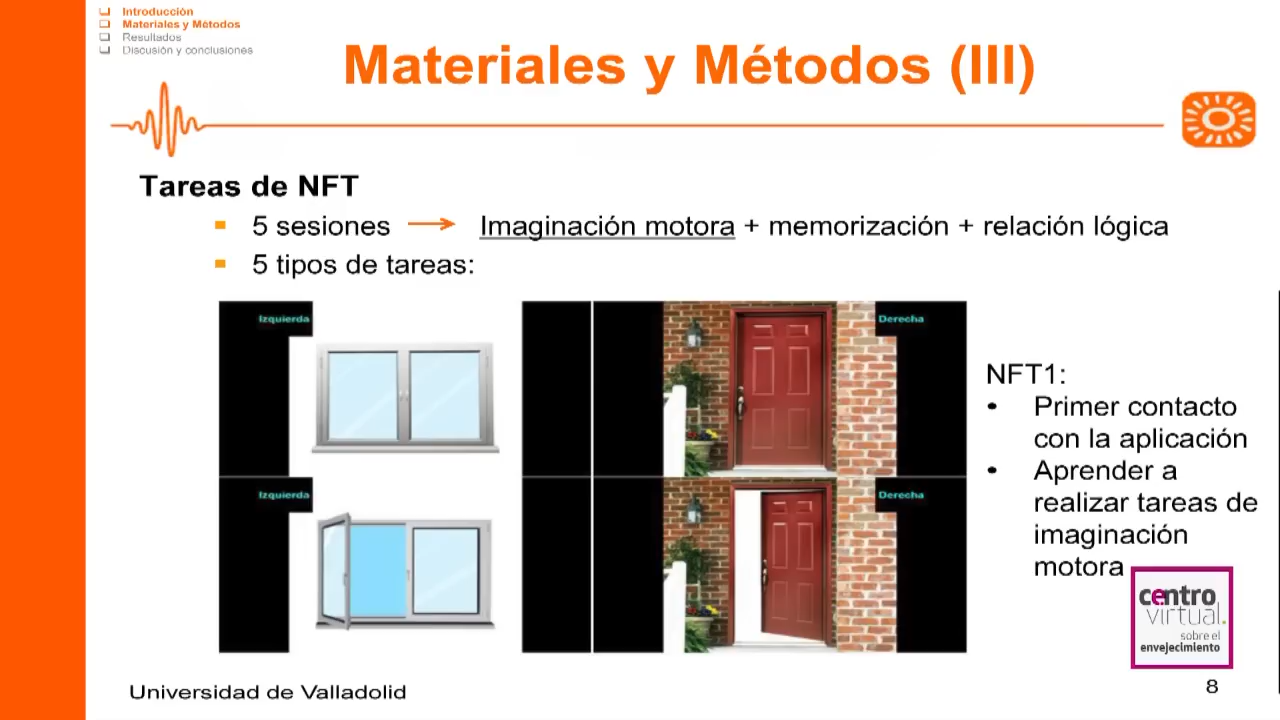 Introducción
Materiales y Métodos
Resultados
Discusión y conclusiones
Materiales y Métodos (III)
Tareas de NFT
5 sesiones → Imaginación motora + memorización + relación lógica
5 tipos de tareas:
Izquierda
Derecha
Izquierda
Derecha
NFT1:
• Primer contacto
con la aplicación
• Aprender a
realizar tareas de
imaginación
motora
centro
virtual.
sobre el
envejecimiento
Universidad de Valladolid
8